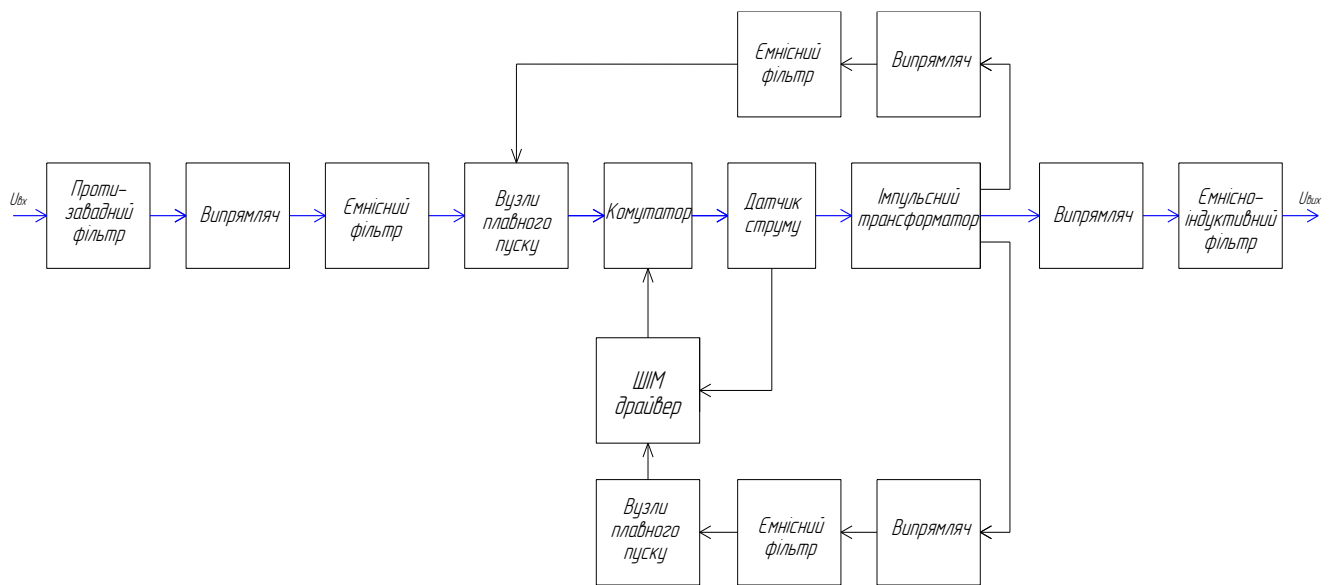 Ємнісний
фільтр
Випрямляч
Uвх
Проти-
завадний
фільтр
Випрямляч
Ємнісний
фільтр
Вузли
плавного
пуску
Комутатор
Датчик
струму
Імпульсний
трансформатор
Випрямляч
Ємнісно-
індуктивний
фільтр
Uвих
ШІМ
драйвер
Вузли
плавного
пуску
Ємнісний
фільтр
Випрямляч